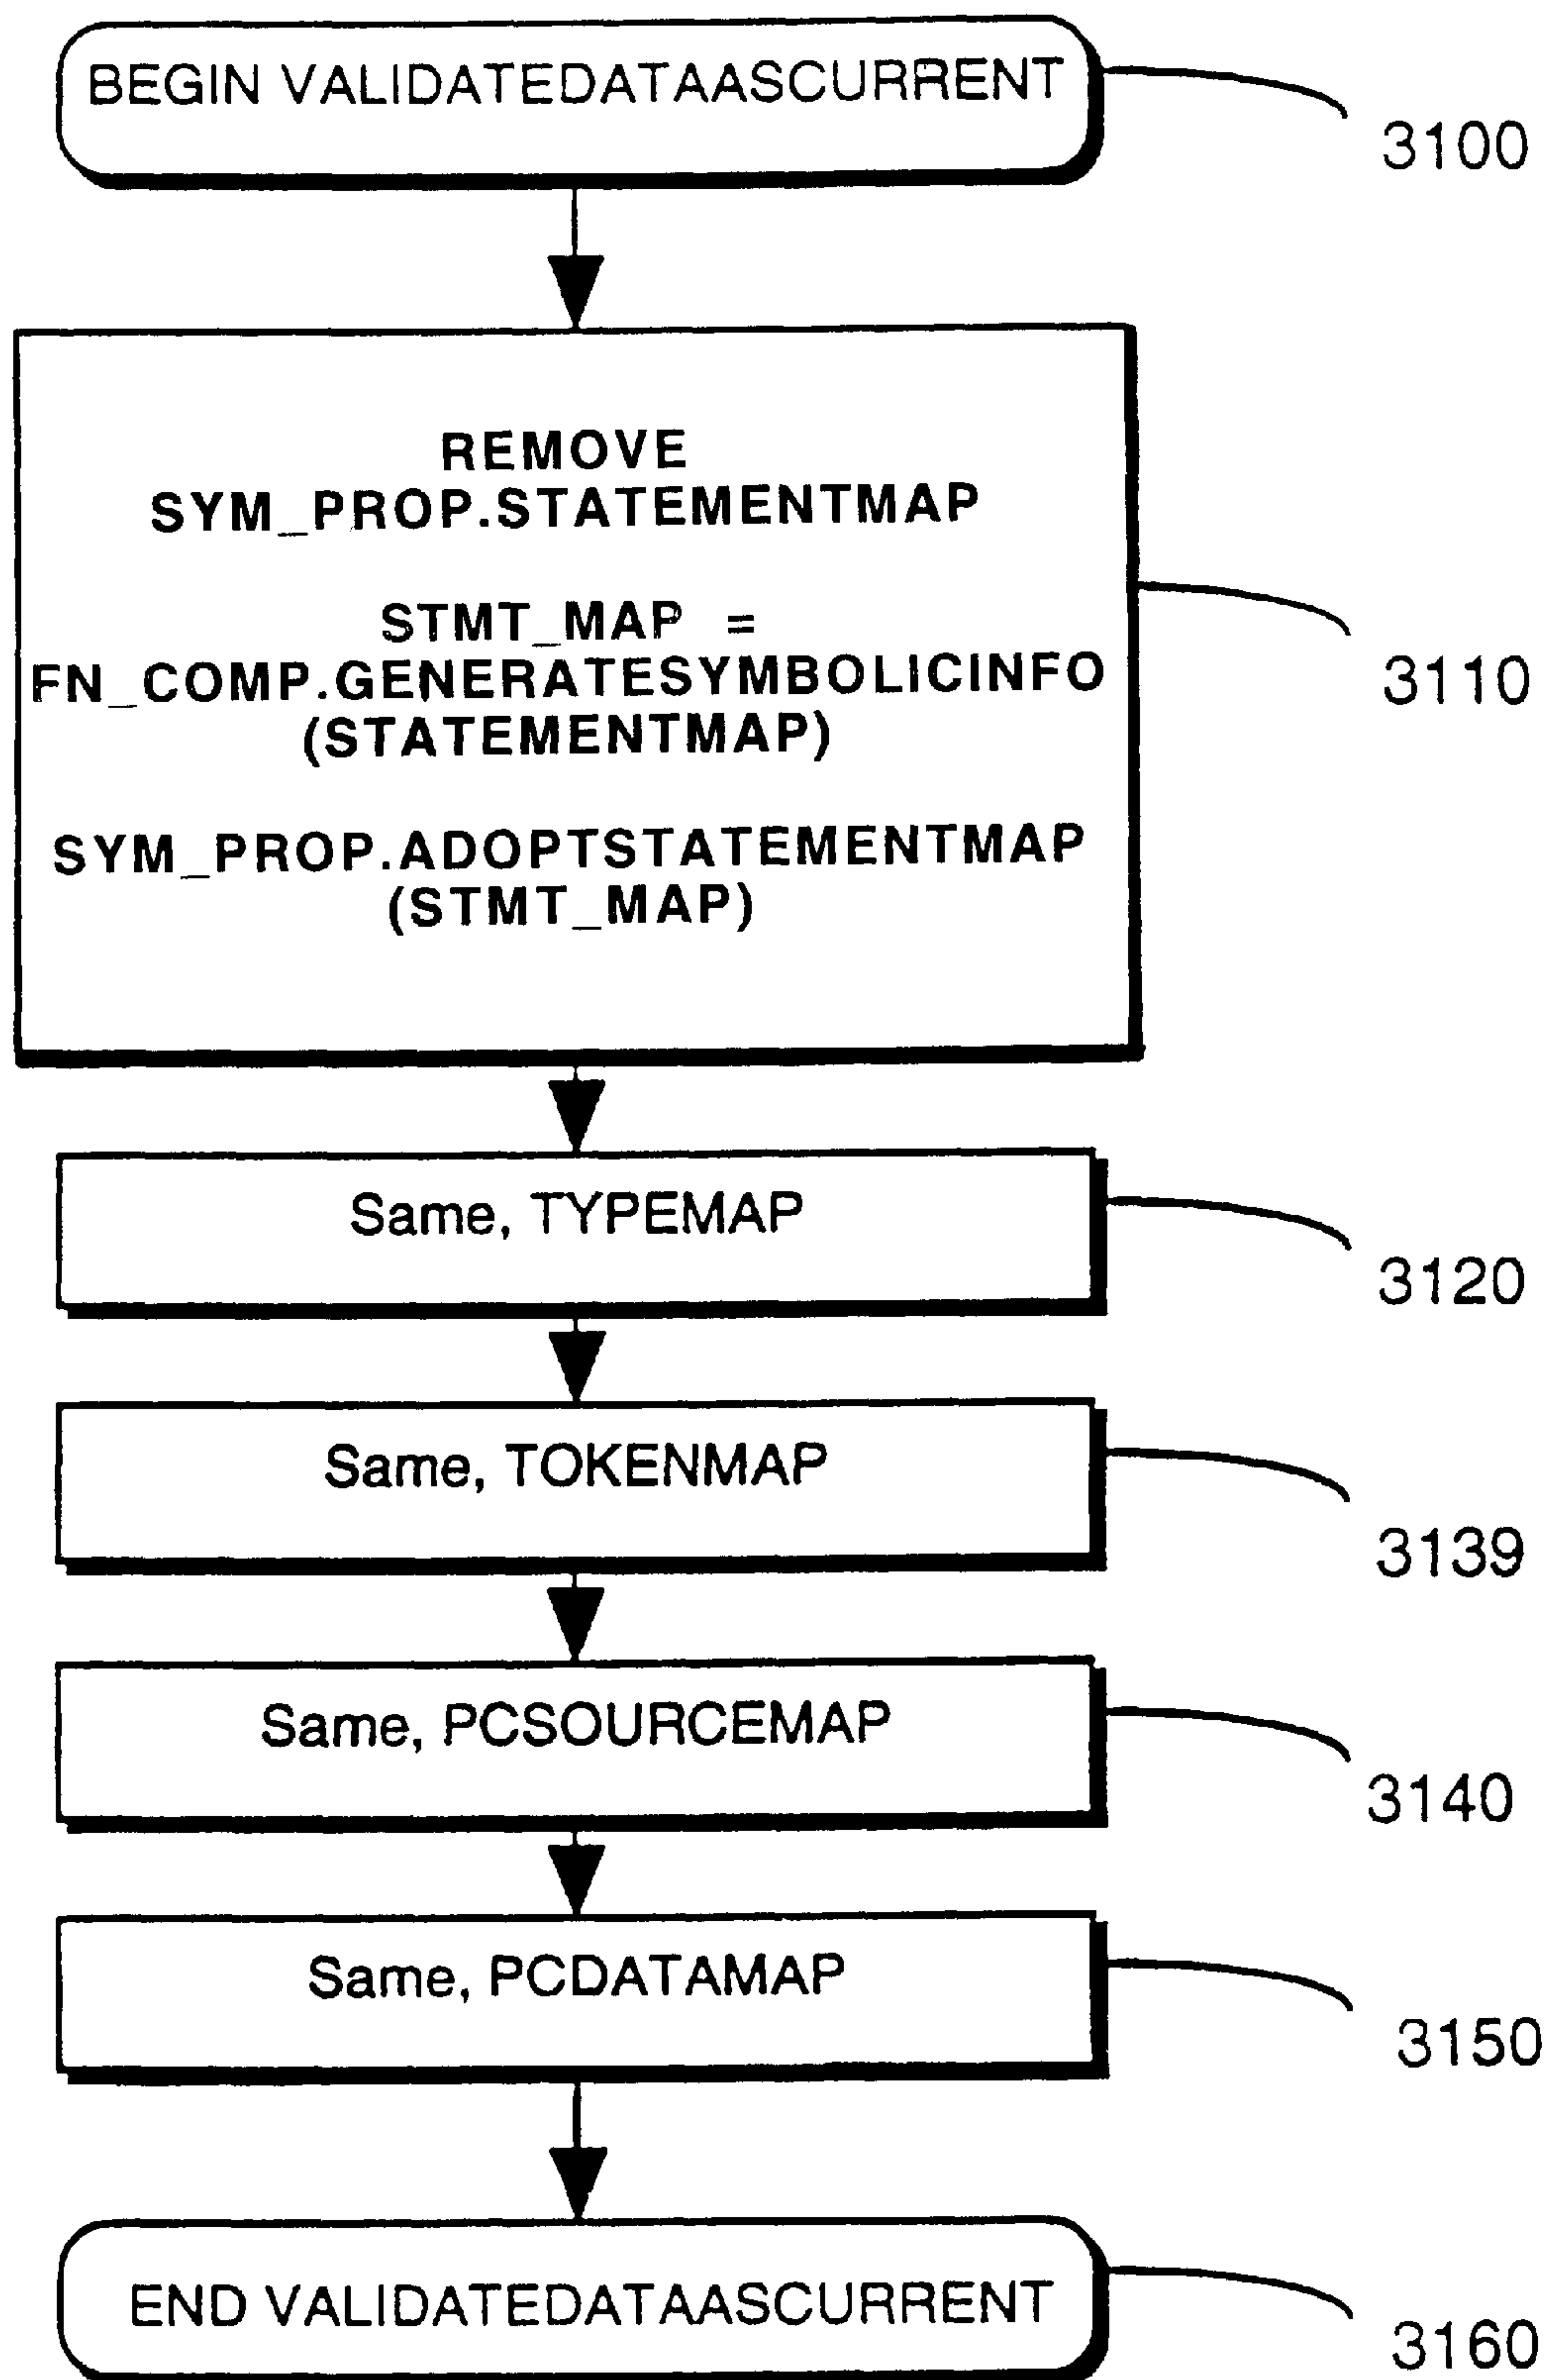 BEGIN VALIDATEDATAASCURRENT
3100
REMOVE
SYM_PROP.STATEMENTMAP
STMT_MAP =
FN_COMP.GENERATESYMBOLICINFO
(STATEMENTMAP)
SYM_PROP.ADOPTSTATEMENTMAP
(STMT_MAP)
3110
Same, TYPEMAP
3120
Same, TOKENMAP
3139
Same, PCSOURCEMAP
3140
Same, PCDATAMAP
3150
END VALIDATEDATAASCURRENT
3160